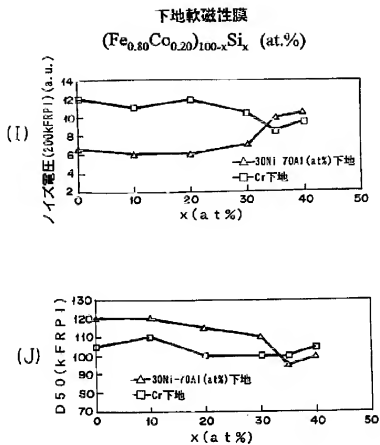 下地軟磁性膜
(Fe0.80Co0.20)100-xSix (at.%)
(I)
ノイズ電圧(200kFRPI)(a.u.)
14
12
10
8
6
4
2
30Ni-70Al(at%)下地
Cr下地
0 10 20 30 40 50
x(at%)
(J)
D50(kFRPI)
130
120
110
100
90
80
70
30Ni-70Al(at%)下地
Cr下地
0 10 20 30 40 50
x(at%)